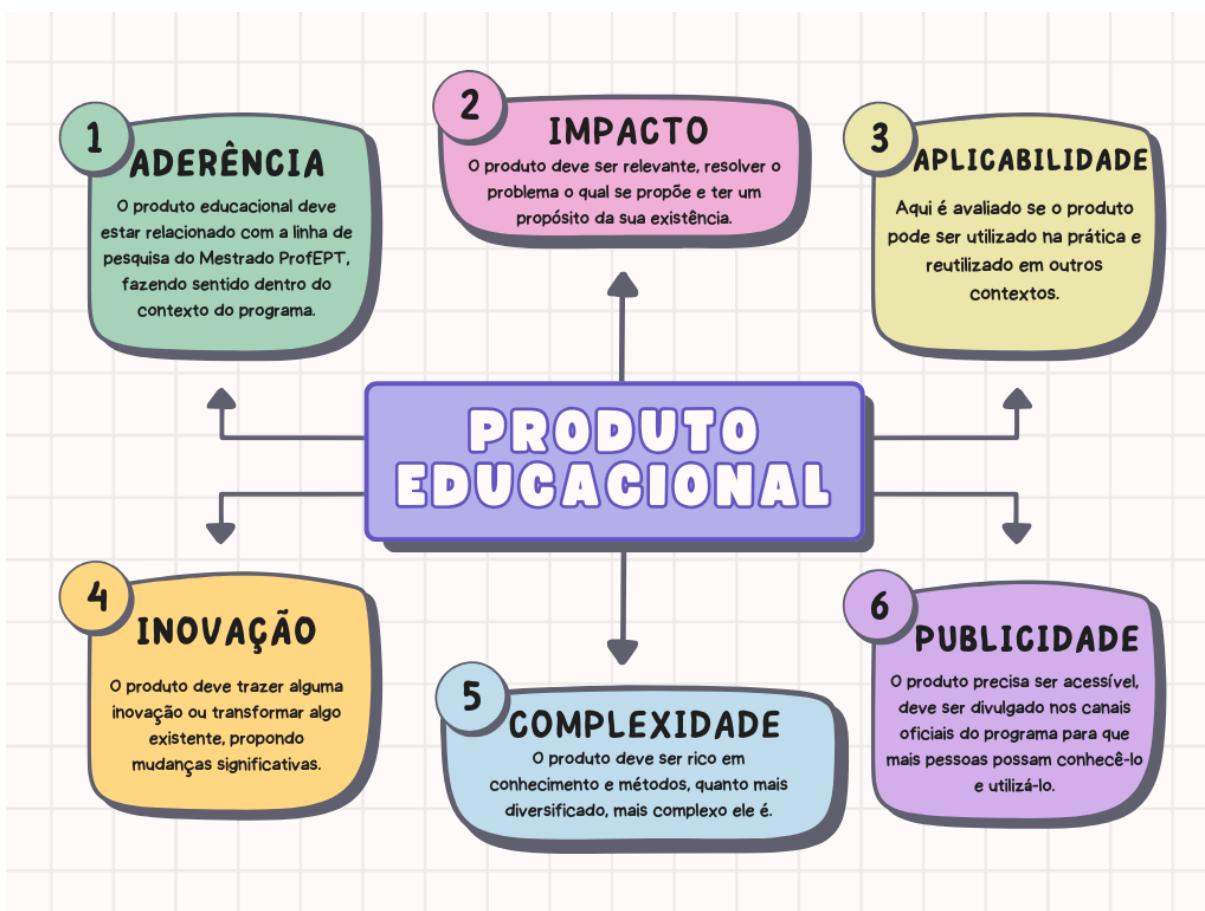 1
ADERÊNCIA
O produto educacional deve
estar relacionado com a linha de
pesquisa do Mestrado ProfEPT,
fazendo sentido dentro do
contexto do programa.
2
IMPACTO
O produto deve ser relevante, resolver o
problema o qual se propõe e ter um
propósito da sua existência.
3
APLICABILIDADE
Aqui é avaliado se o produto
pode ser utilizado na prática e
reutilizado em outros
contextos.
PRODUTO
EDUCACIONAL
4
INOVAÇÃO
O produto deve trazer alguma
inovação ou transformar algo
existente, propondo
mudanças significativas.
5
COMPLEXIDADE
O produto deve ser rico em
conhecimento e métodos, quanto mais
diversificado, mais complexo ele é.
6
PUBLICIDADE
O produto precisa ser acessível,
deve ser divulgado nos canais
oficiais do programa para que
mais pessoas possam conhecê-lo
e utilizá-lo.